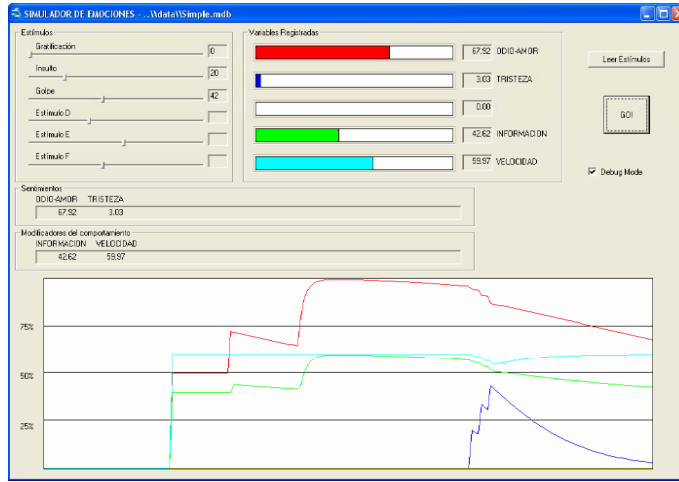 SIMULADOR DE EMOCIONES - ..\\data\\Simple.mdb
Estímulos
Gratificación 0
Insulto 20
Golpe 42
Estímulo D
Estímulo E
Estímulo F
Variables Registradas
67.92 ODIO-AMOR
3.03 TRISTEZA
0.00
42.62 INFORMACION
59.97 VELOCIDAD
Leer Estímulos
GO!
Debug Mode
Sentimientos
ODIO-AMOR TRISTEZA
67.92 3.03
Modificadores del comportamiento
INFORMACION VELOCIDAD
42.62 59.97
75%
50%
25%